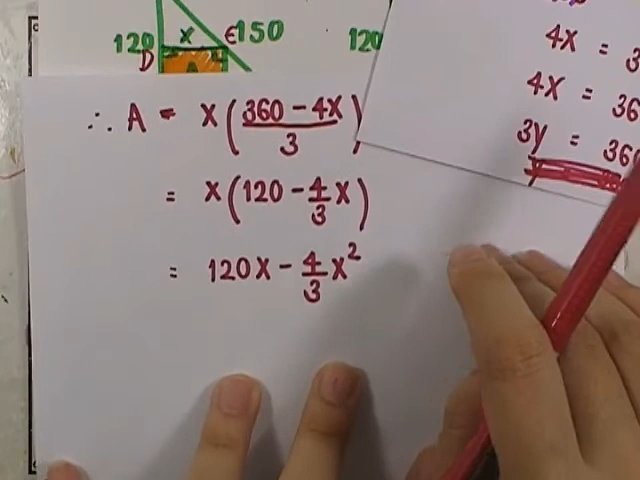 120 x E 150
D
120
4x = 3
4x = 36
3y = 360
∴ A = x(360 - 4x / 3)
= x(120 - 4/3 x)
= 120x - 4/3 x²